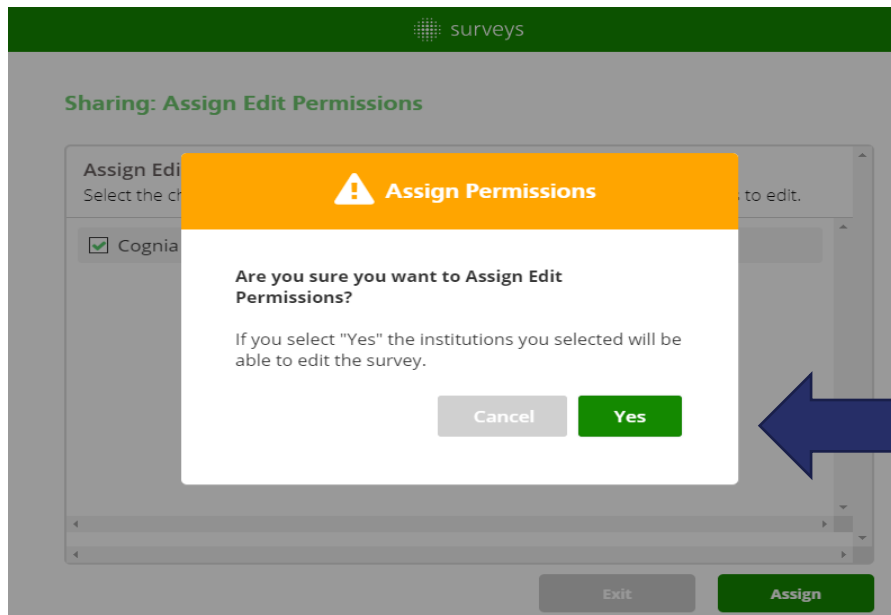 surveys
Sharing: Assign Edit Permissions
Assign Edi
Select the ch
to edit.
Cognia
Assign Permissions
Are you sure you want to Assign Edit
Permissions?
If you select "Yes" the institutions you selected will be
able to edit the survey.
Cancel
Yes
Exit
Assign